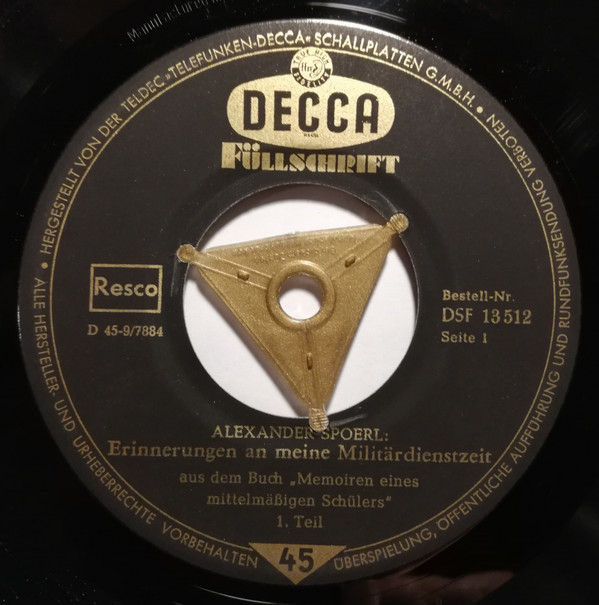 Manufactured
HERGESTELLT VON DER TELDEC »TELEFUNKEN-DECCA« SCHALLPLATTEN G.M.B.H. • ÜBERSPIELUNG, ÖFFENTLICHE AUFFÜHRUNG UND RUNDFUNKSENDUNG VERBOTEN
ALLE HERSTELLER- UND URHEBERRECHTE VORBEHALTEN
DECCA
FÜLLSCHRIFT
Resco
D 45-9/7884
Bestell-Nr.
DSF 13 512
Seite 1
ALEXANDER SPOERL:
Erinnerungen an meine Militärdienstzeit
aus dem Buch „Memoiren eines
mittelmäßigen Schülers"
1. Teil
45